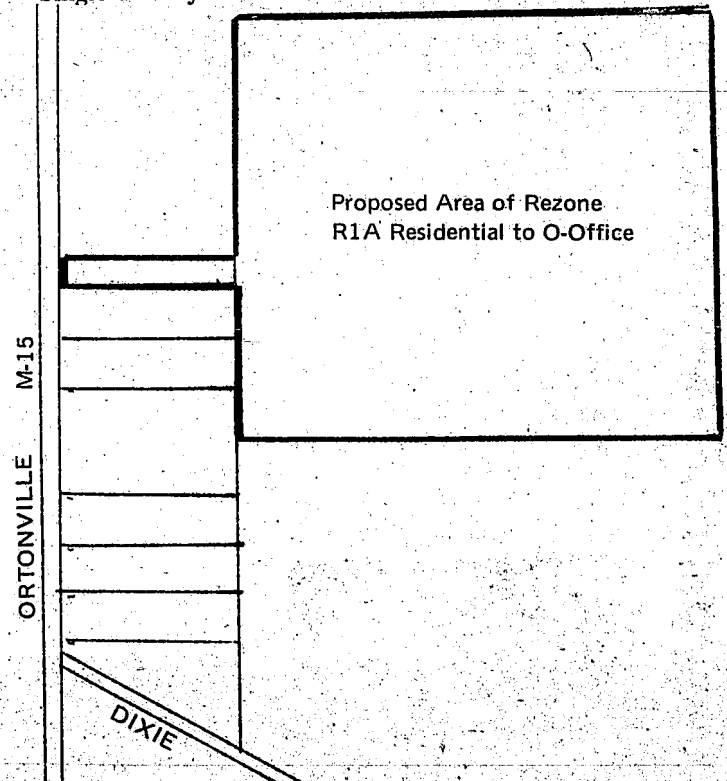 Proposed Area of Rezone
R1A Residential to O-Office
ORTONVILLE M-15
DIXIE